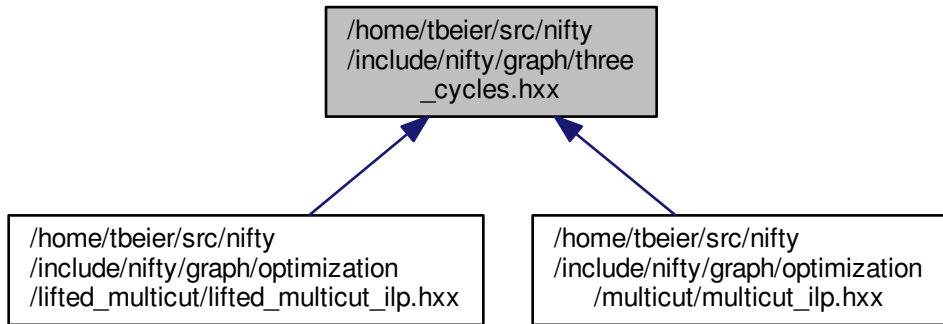 /home/tbeier/src/nifty
/include/nifty/graph/three
_cycles.hxx
/home/tbeier/src/nifty
/include/nifty/graph/optimization
/lifted_multicut/lifted_multicut_ilp.hxx
/home/tbeier/src/nifty
/include/nifty/graph/optimization
/multicut/multicut_ilp.hxx